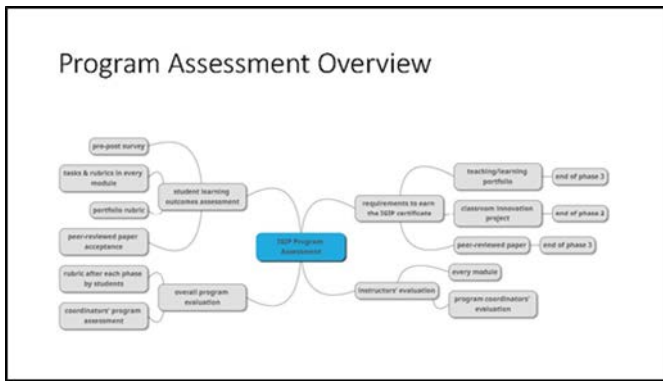 Program Assessment Overview
pre-post survey
tasks & rubrics in every
module
portfolio rubric
peer-reviewed paper
acceptance
student learning
outcomes assessment
rubric after each phase
by students
coordinators' program
assessment
overall program
evaluation
Program
Assessment
requirements to earn
the certificate
teaching/learning
portfolio
end of phase 3
classroom innovation
project
end of phase
peer-reviewed paper
end of phase 3
instructors' evaluation
every module
program coordinators'
evaluation